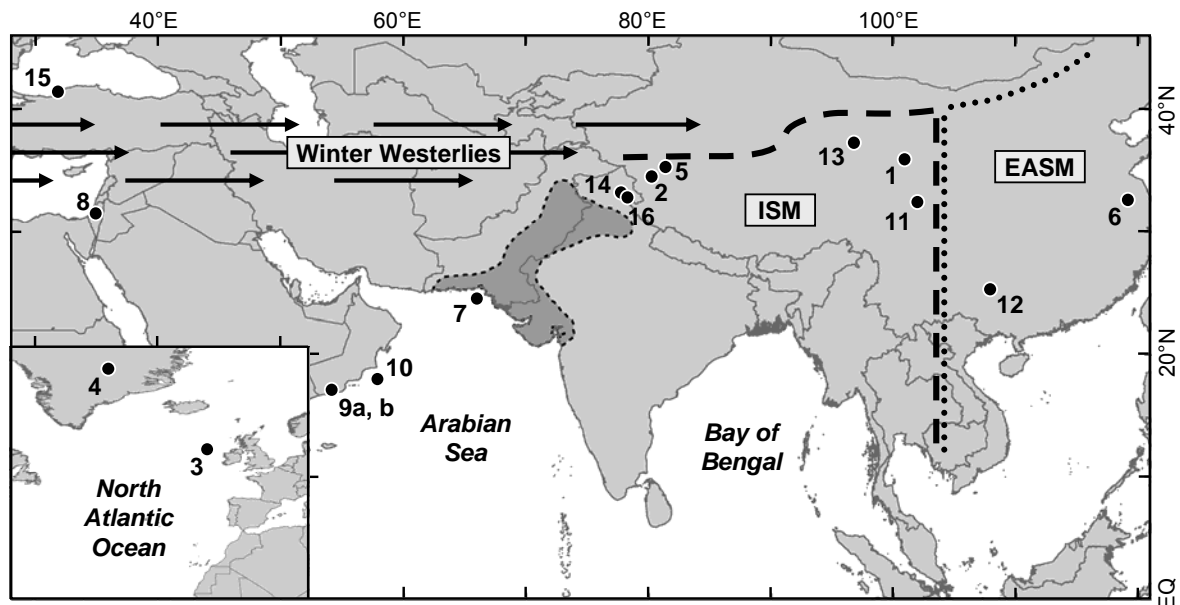 40°E
60°E
80°E
100°E
15
Winter Westerlies
40°N
13
1
EASM
5
2
14
16
ISM
11
8
6
7
12
20°N
10
9a, b
4
Arabian
Sea
Bay of
Bengal
3
North
Atlantic
Ocean
EQ